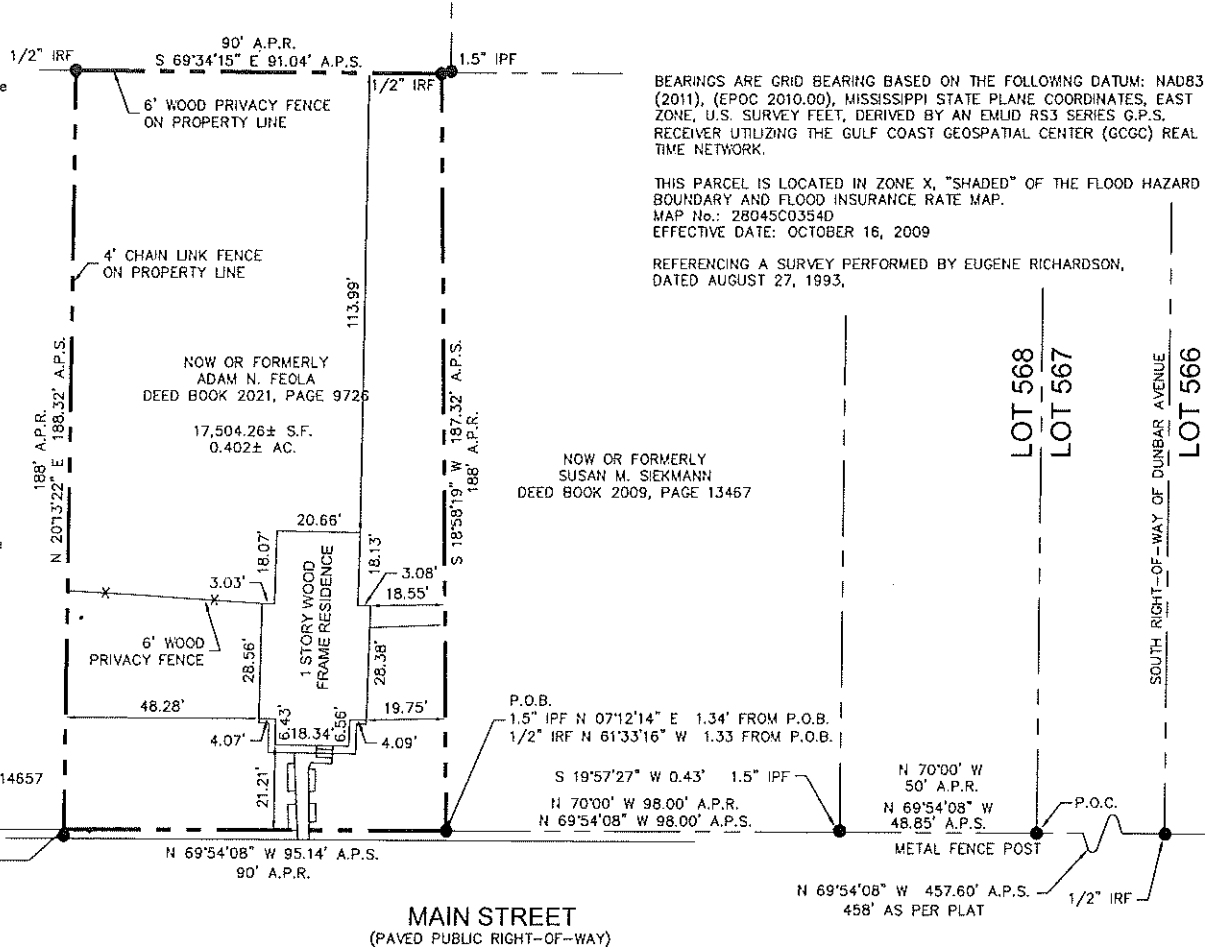 90' A.P.R.
S 69°34'15" E 91.04' A.P.S.
1/2" IRF
1.5" IPF
1/2" IRF
e
6' WOOD PRIVACY FENCE
ON PROPERTY LINE
BEARINGS ARE GRID BEARING BASED ON THE FOLLOWING DATUM: NAD83
(2011), (EPOC 2010.00), MISSISSIPPI STATE PLANE COORDINATES, EAST
ZONE, U.S. SURVEY FEET, DERIVED BY AN EMLID RS3 SERIES G.P.S.
RECEIVER UTILIZING THE GULF COAST GEOSPATIAL CENTER (GCGC) REAL
TIME NETWORK.
THIS PARCEL IS LOCATED IN ZONE X, "SHADED" OF THE FLOOD HAZARD
BOUNDARY AND FLOOD INSURANCE RATE MAP.
MAP No.: 28045C0354D
EFFECTIVE DATE: OCTOBER 16, 2009
REFERENCING A SURVEY PERFORMED BY EUGENE RICHARDSON,
DATED AUGUST 27, 1993,
4' CHAIN LINK FENCE
ON PROPERTY LINE
113.99'
188' A.P.R.
N 20°13'22" E 188.32' A.P.S.
NOW OR FORMERLY
ADAM N. FEOLA
DEED BOOK 2021, PAGE 9726
17,504.26± S.F.
0.402± AC.
S 18°58'19" W 187.32' A.P.S.
188' A.P.R.
NOW OR FORMERLY
SUSAN M. SIEKMANN
DEED BOOK 2009, PAGE 13467
LOT 568
LOT 567
SOUTH RIGHT-OF-WAY OF DUNBAR AVENUE
LOT 566
20.66'
18.07'
18.13'
3.03'
3.08'
18.55'
1 STORY WOOD
FRAME RESIDENCE
6' WOOD
PRIVACY FENCE
28.56'
28.38'
48.28'
19.75'
4.07'
6.43'
18.34'
6.56'
4.09'
21.21'
14657
P.O.B.
1.5" IPF N 07°12'14" E 1.34' FROM P.O.B.
1/2" IRF N 61°33'16" W 1.33 FROM P.O.B.
S 19°57'27" W 0.43' 1.5" IPF
N 70°00' W 98.00' A.P.R.
N 69°54'08" W 98.00' A.P.S.
N 70°00' W
50' A.P.R.
N 69°54'08" W
48.85' A.P.S.
P.O.C.
METAL FENCE POST
N 69°54'08" W 457.60' A.P.S.
458' AS PER PLAT
1/2" IRF
N 69°54'08" W 95.14' A.P.S.
90' A.P.R.
MAIN STREET
(PAVED PUBLIC RIGHT-OF-WAY)